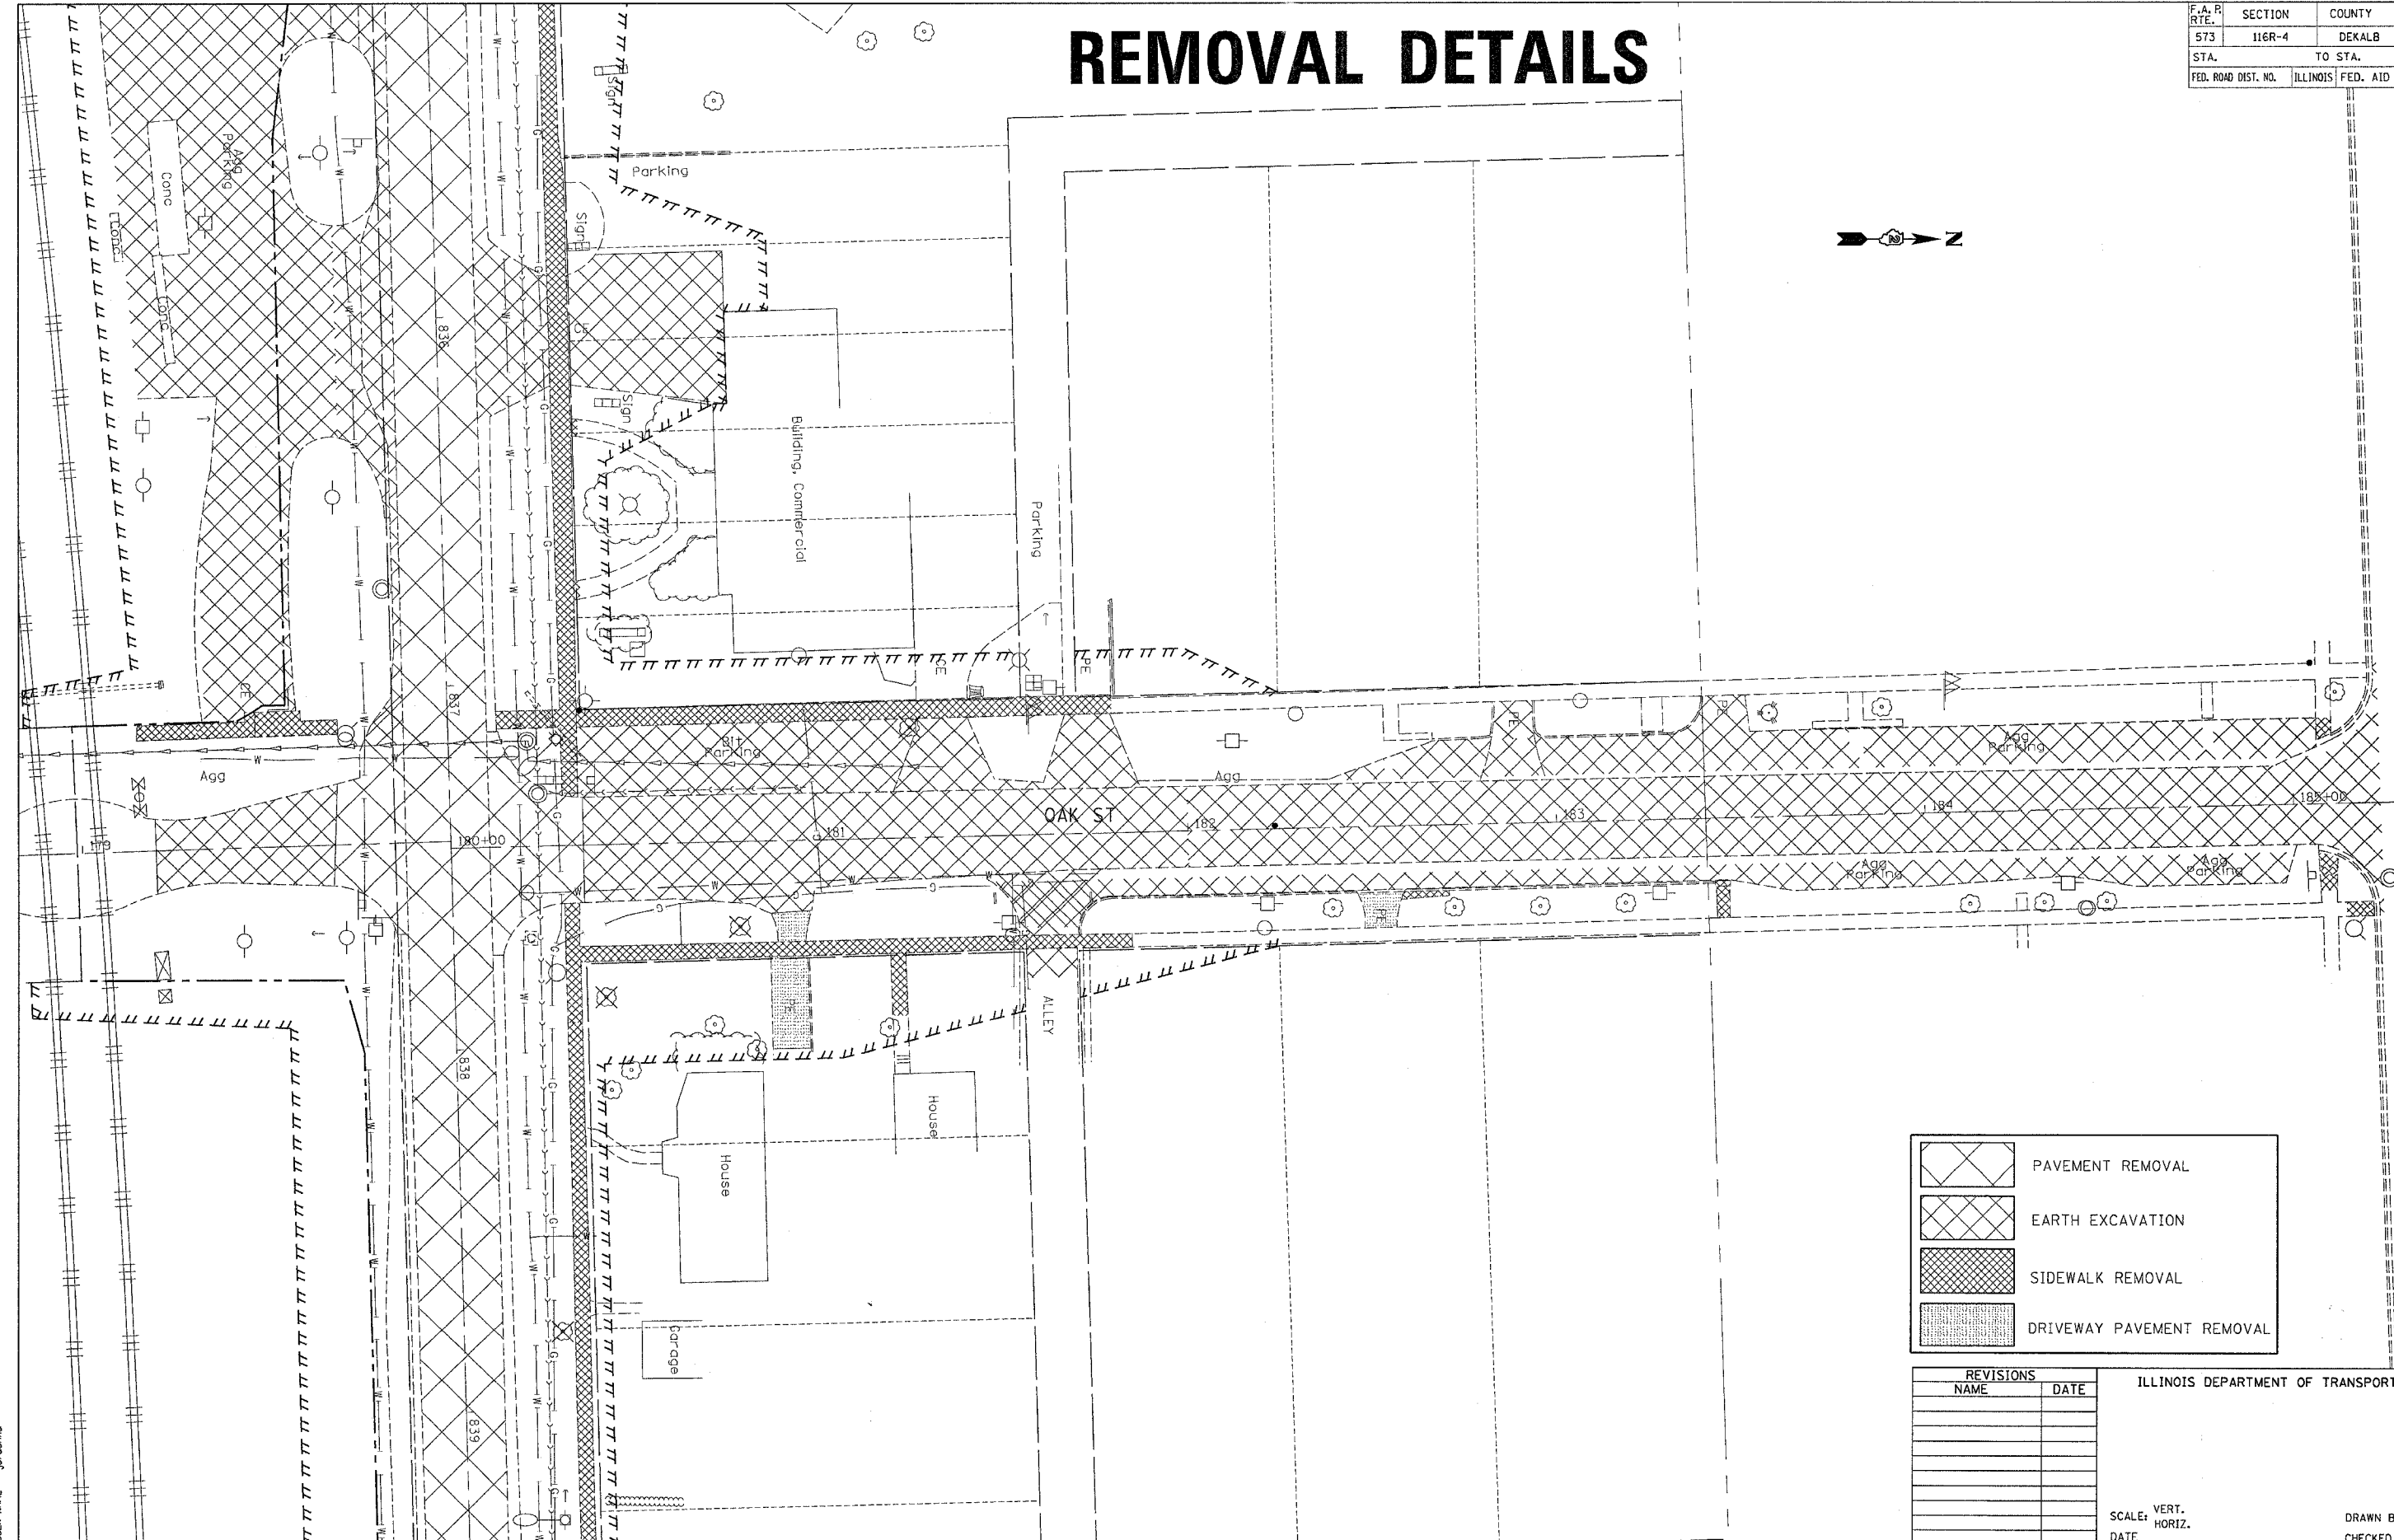 REMOVAL DETAILS
F.A.P. RTE. SECTION COUNTY
573 116R-4 DEKALB
STA. TO STA.
FED. ROAD DIST. NO. ILLINOIS FED. AID
N
Sign
Parking
Agg Parking
Conc
Conc
Conc
Sign
CE
836
Sign
Building, Commercial
Parking
CE
PE
CE
837
Bit Parking
PE
PE
Agg Parking
Agg
Agg
OAK ST
179
180+00
181
182
183
184
185+00
Agg Parking
Agg Parking
PE
PE
ALLEY
838
House
House
Garage
839
PAVEMENT REMOVAL
EARTH EXCAVATION
SIDEWALK REMOVAL
DRIVEWAY PAVEMENT REMOVAL
REVISIONS
NAME DATE
ILLINOIS DEPARTMENT OF TRANSPORT
SCALE: VERT.
HORIZ.
DATE
DRAWN B
CHECKED